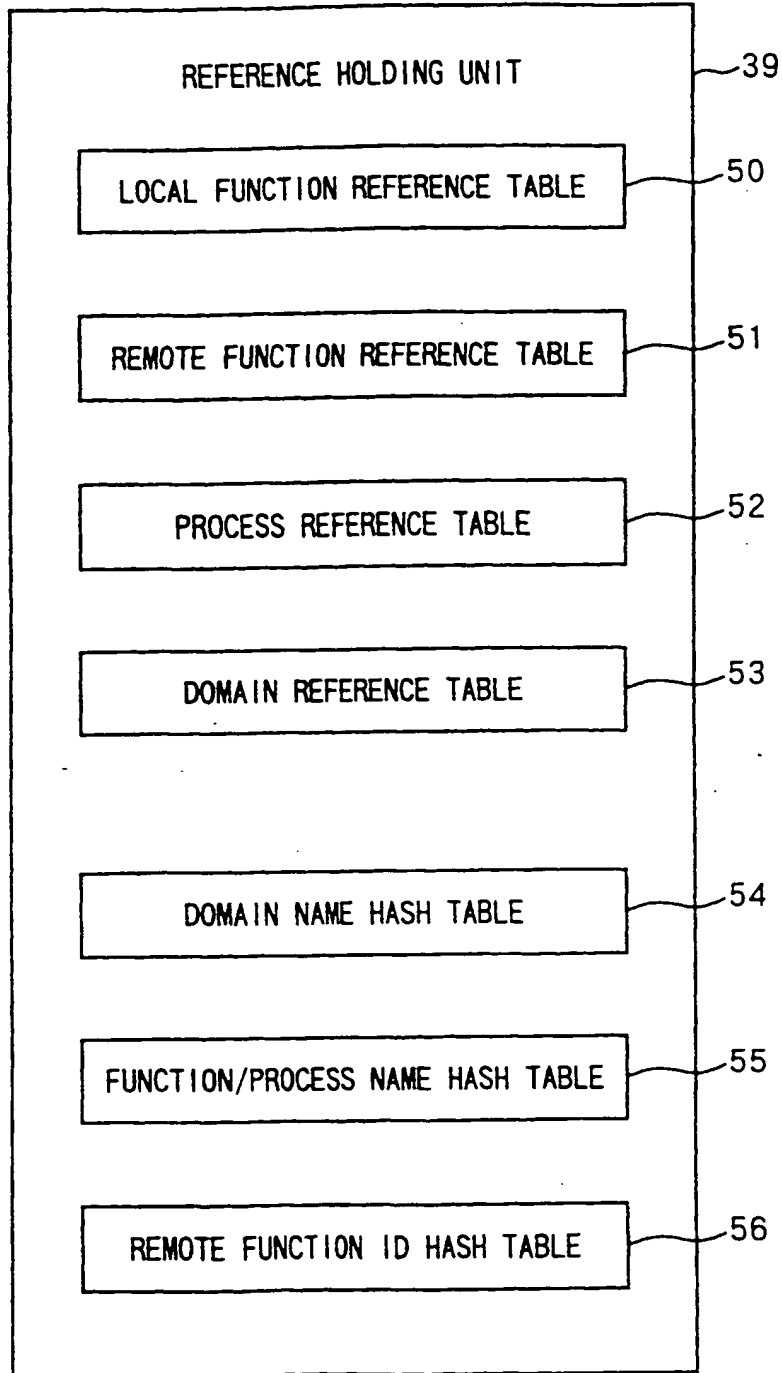 REFERENCE HOLDING UNIT 39
LOCAL FUNCTION REFERENCE TABLE 50
REMOTE FUNCTION REFERENCE TABLE 51
PROCESS REFERENCE TABLE 52
DOMAIN REFERENCE TABLE 53
DOMAIN NAME HASH TABLE 54
FUNCTION/PROCESS NAME HASH TABLE 55
REMOTE FUNCTION ID HASH TABLE 56